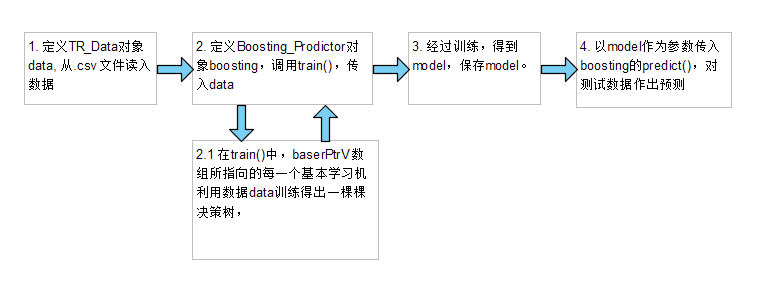 1. 定义TR_Data对象
data, 从.csv 文件读入
数据
2. 定义Boosting_Prodictor对
象boosting，调用train()，传
入data
3. 经过训练，得到
model，保存model。
4. 以model作为参数传入
boosting的predict()，对
测试数据作出预测
2.1 在train()中，baserPtrV数
组所指向的每一个基本学习机
利用数据data训练得出一棵棵
决策树，